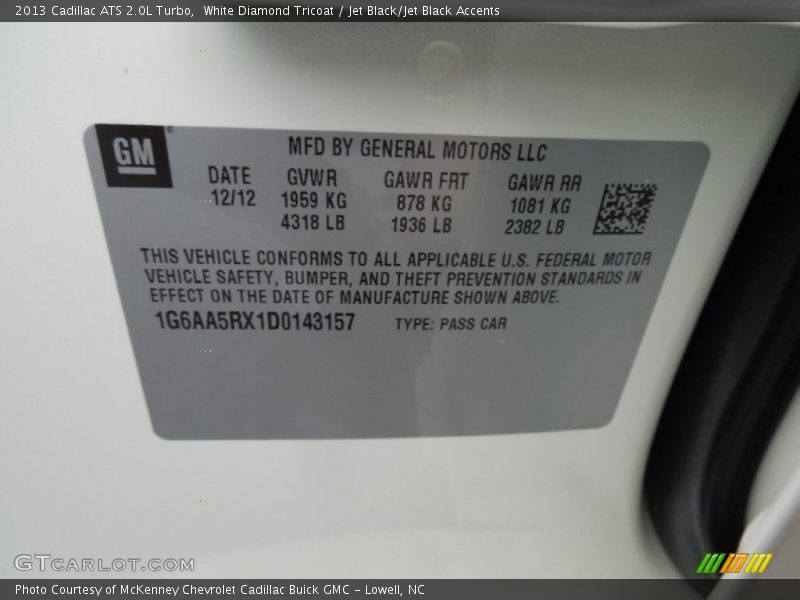 2013 Cadillac ATS 2.0L Turbo, White Diamond Tricoat / Jet Black/Jet Black Accents
GM
MFD BY GENERAL MOTORS LLC
DATE GVWR GAWR FRT GAWR RR
12/12 1959 KG 878 KG 1081 KG
4318 LB 1936 LB 2382 LB
THIS VEHICLE CONFORMS TO ALL APPLICABLE U.S. FEDERAL MOTOR
VEHICLE SAFETY, BUMPER, AND THEFT PREVENTION STANDARDS IN
EFFECT ON THE DATE OF MANUFACTURE SHOWN ABOVE.
1G6AA5RX1D0143157 TYPE: PASS CAR
GTCARLOT.COM
Photo Courtesy of McKenney Chevrolet Cadillac Buick GMC - Lowell, NC